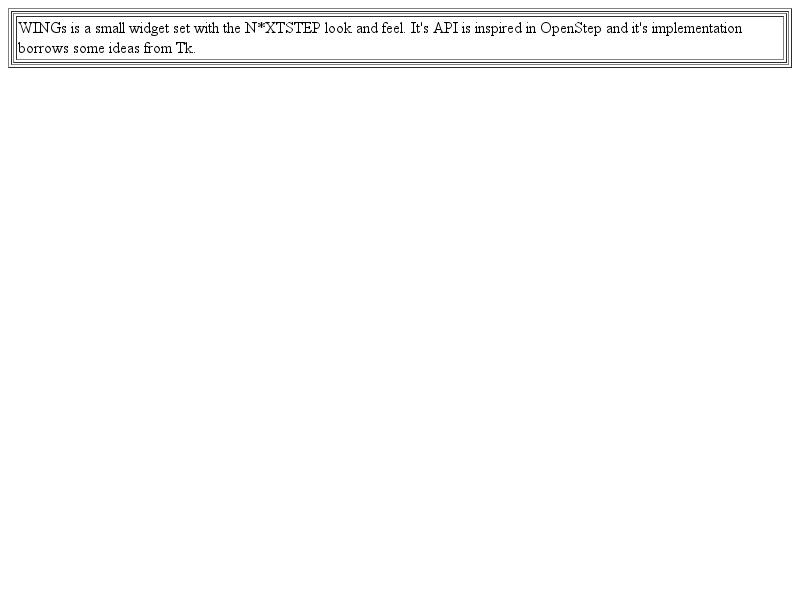 WINGs is a small widget set with the N*XTSTEP look and feel. It's API is inspired in OpenStep and it's implementation
borrows some ideas from Tk.